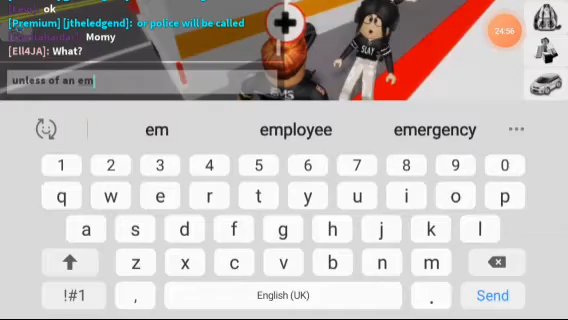 ok
[Premium] [jtheledgend]: or police will be called
Momy
[Ell4JA]: What?
unless of an em
SLAY
EMS
24:56
em
employee
emergency
1 2 3 4 5 6 7 8 9 0
q w e r t y u i o p
a s d f g h j k l
z x c v b n m
!#1 , English (UK) . Send